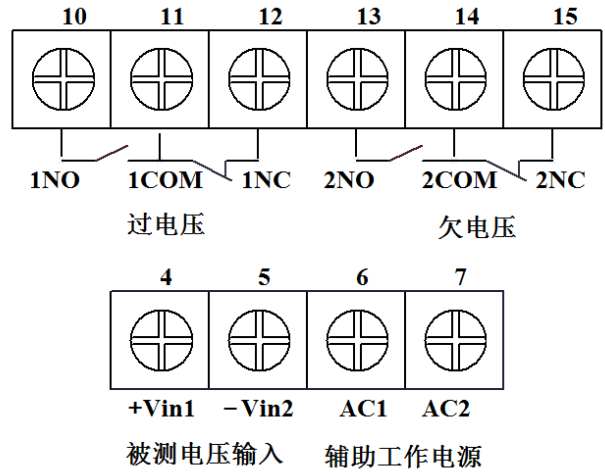 10 11 12 13 14 15
1NO 1COM 1NC 2NO 2COM 2NC
过电压 欠电压
4 5 6 7
+Vin1 －Vin2 AC1 AC2
被测电压输入 辅助工作电源